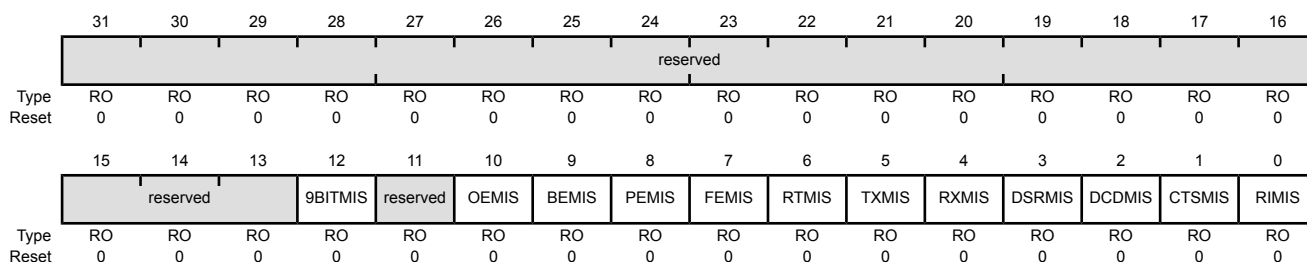 31 30 29 28 27 26 25 24 23 22 21 20 19 18 17 16
reserved
Type RO RO RO RO RO RO RO RO RO RO RO RO RO RO RO RO
Reset 0 0 0 0 0 0 0 0 0 0 0 0 0 0 0 0
15 14 13 12 11 10 9 8 7 6 5 4 3 2 1 0
reserved 9BITMIS reserved OEMIS BEMIS PEMIS FEMIS RTMIS TXMIS RXMIS DSRMIS DCDMIS CTSMIS RIMIS
Type RO RO RO RO RO RO RO RO RO RO RO RO RO RO RO RO
Reset 0 0 0 0 0 0 0 0 0 0 0 0 0 0 0 0